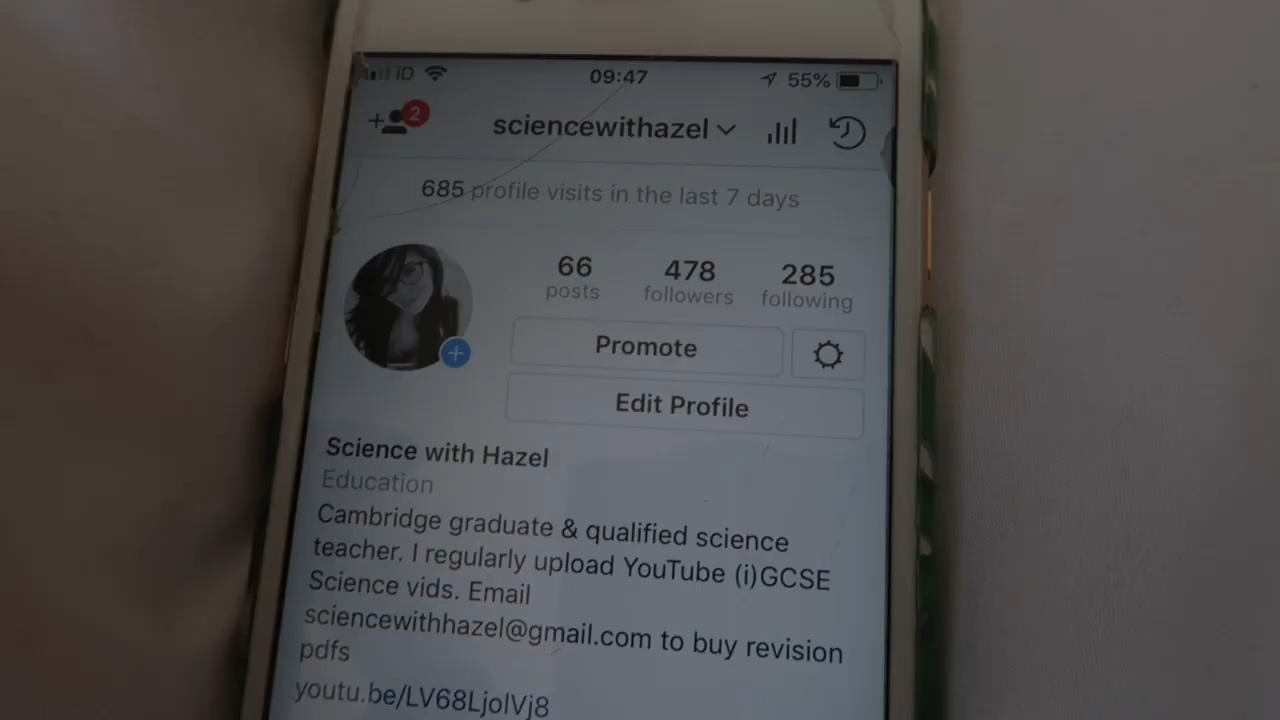 iD 09:47 55%
2
sciencewithazel
685 profile visits in the last 7 days
66 478 285
posts followers following
Promote
Edit Profile
Science with Hazel
Education
Cambridge graduate & qualified science
teacher. I regularly upload YouTube (i)GCSE
Science vids. Email
sciencewithhazel@gmail.com to buy revision
pdfs
youtu.be/LV68LjolVj8